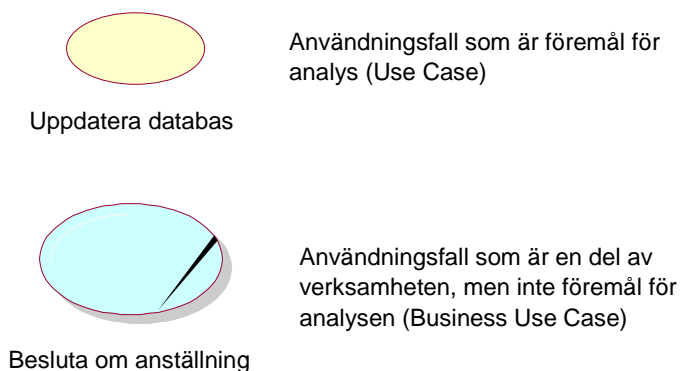 Användningsfall som är föremål för
analys (Use Case)
Uppdatera databas
Användningsfall som är en del av
verksamheten, men inte föremål för
analysen (Business Use Case)
Besluta om anställning